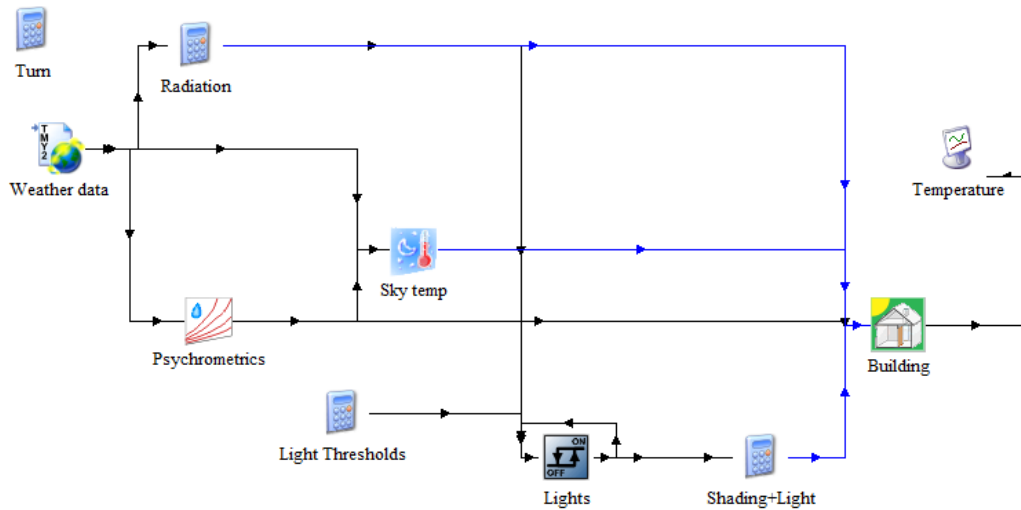 Turn
Radiation
TMY2
Weather data
Temperature
Sky temp
Psychrometrics
Building
Light Thresholds
ON
OFF
Lights
Shading+Light